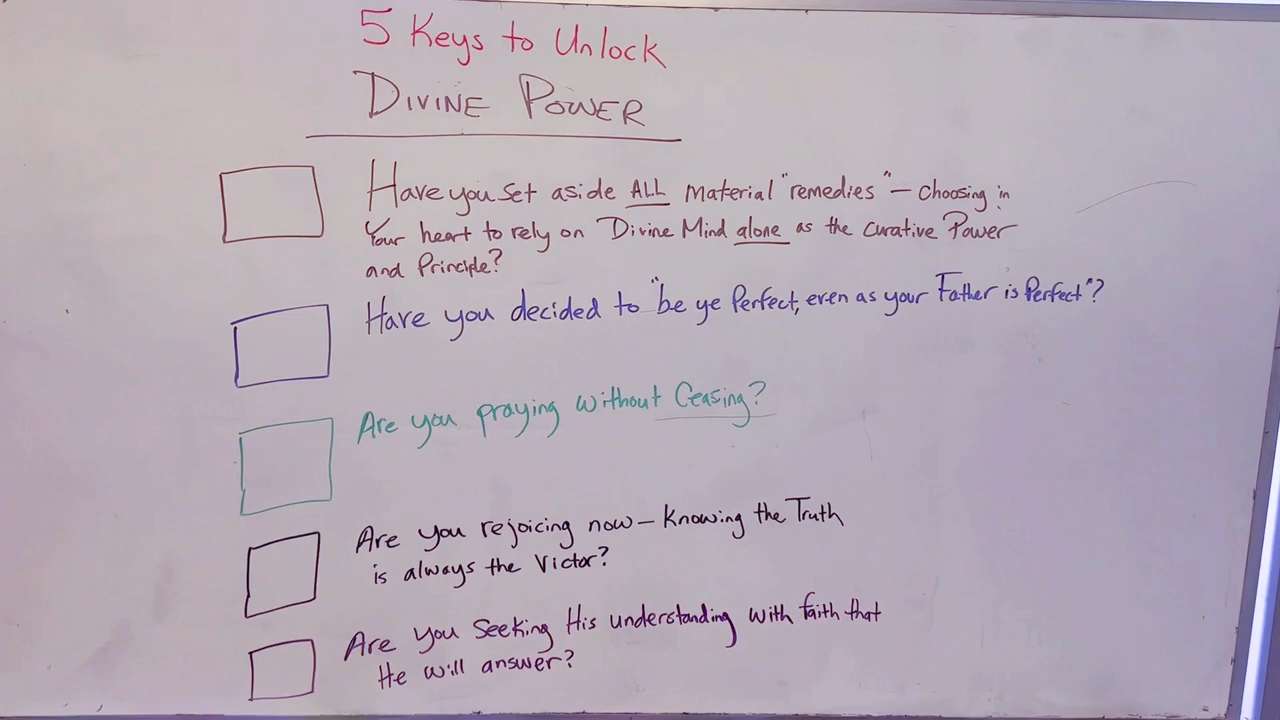 5 Keys to Unlock
DIVINE POWER
Have you set aside ALL material "remedies" — choosing in
Your heart to rely on Divine Mind alone as the curative Power
and Principle?
Have you decided to "be ye Perfect, even as your Father is Perfect"?
Are you praying without Ceasing?
Are you rejoicing now — Knowing the Truth
is always the Victor?
Are you Seeking His understanding with faith that
He will answer?